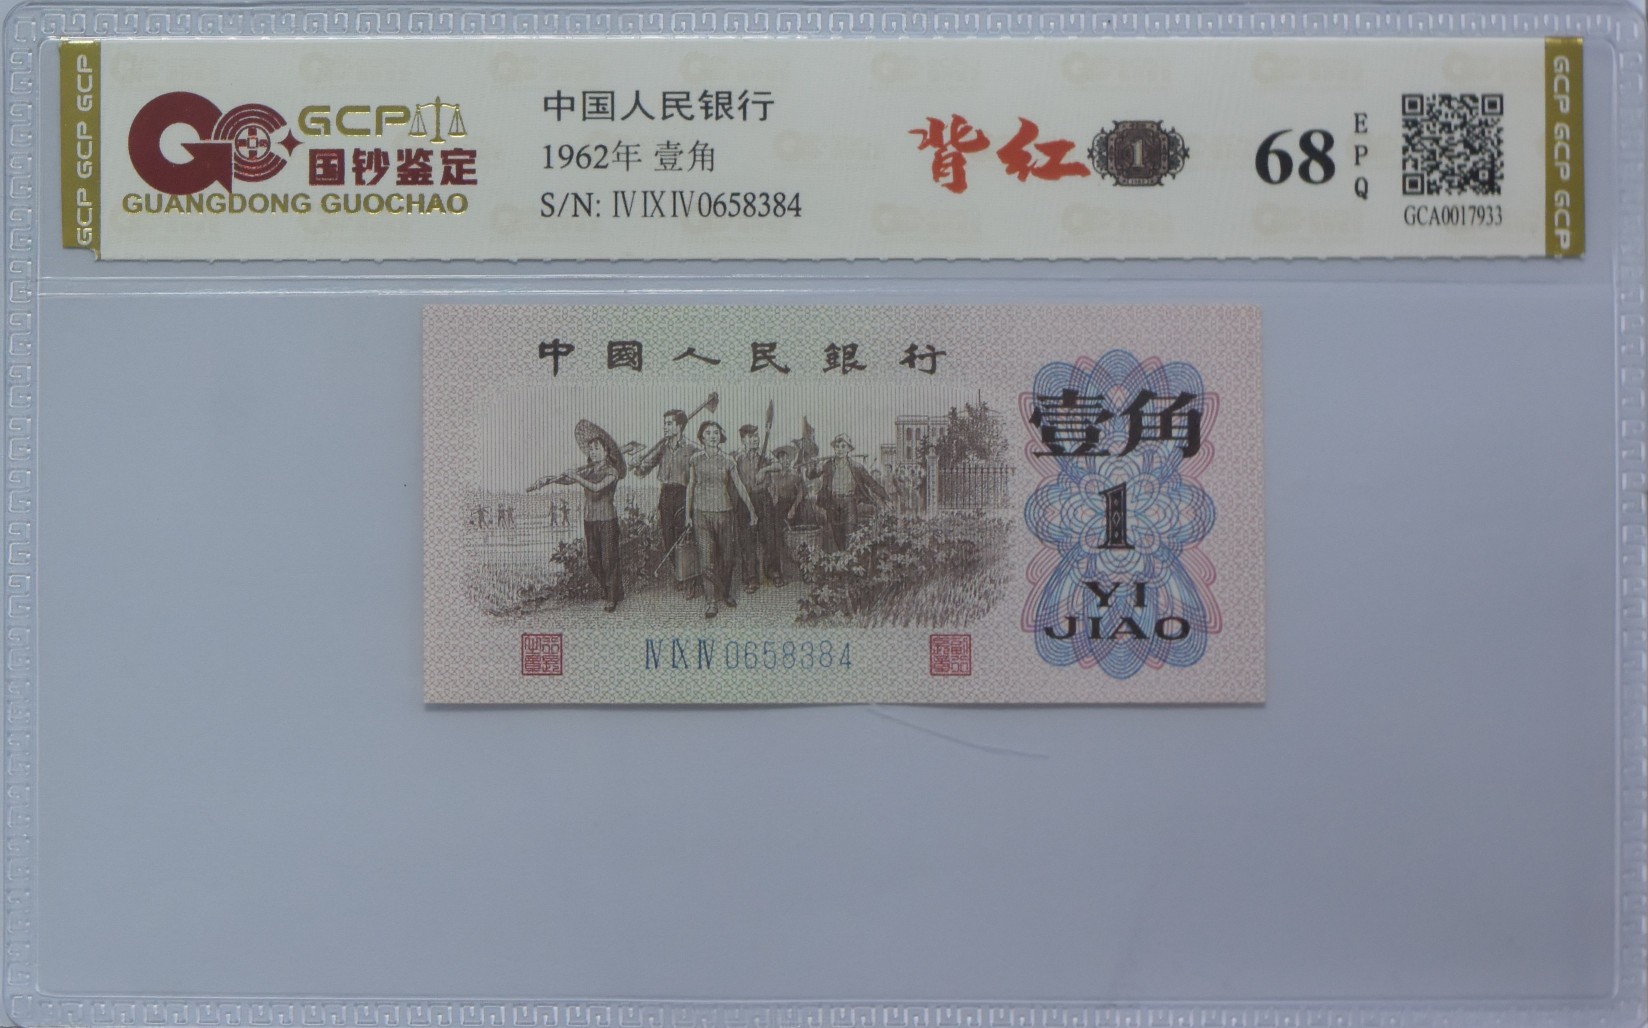 GCP GCP GCP
GCP
国钞鉴定
GUANGDONG GUOCHAO
中国人民银行
1962年 壹角
S/N: ⅣⅨⅣ0658384
背红
1
68
EPQ
GCA0017933
GCP GCP GCP
中國人民銀行
壹角
1
YI
JIAO
ⅣⅨⅣ0658384